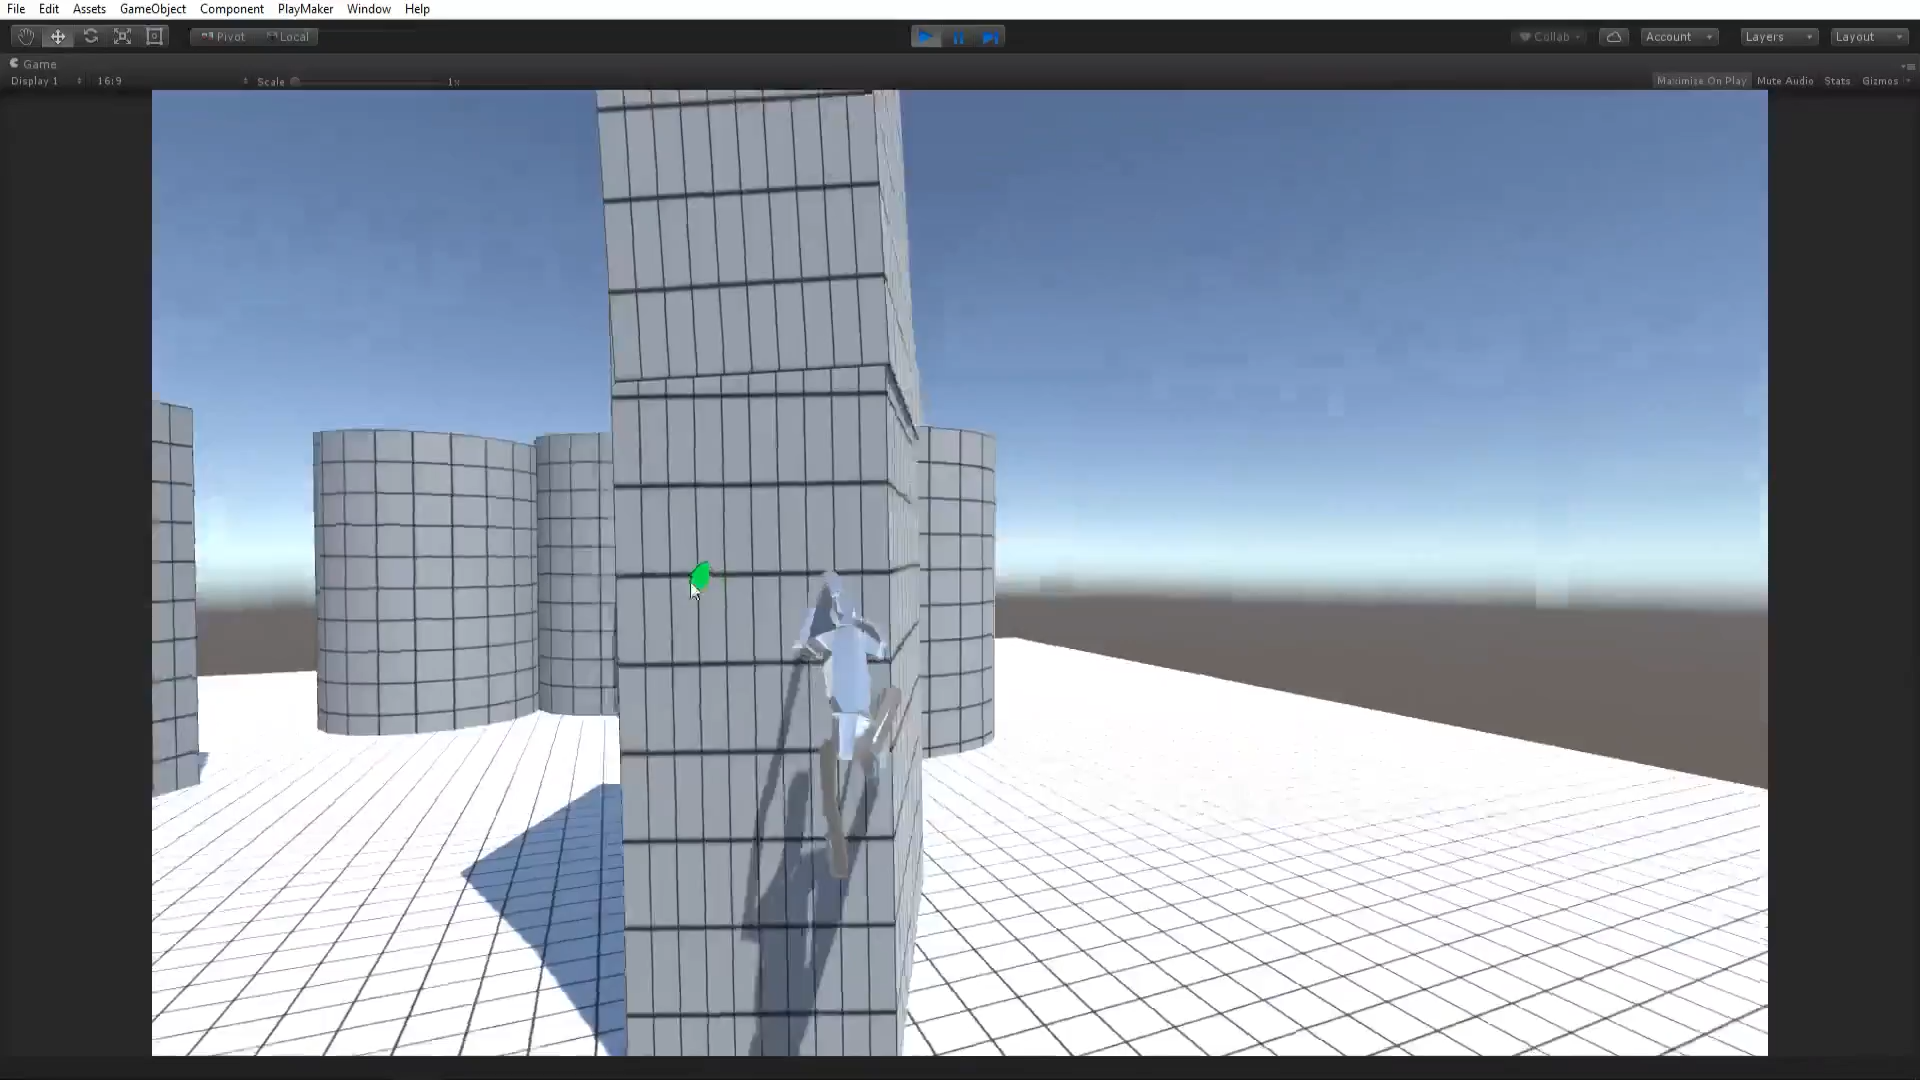 File Edit Assets GameObject Component PlayMaker Window Help
Pivot Local Collab Account Layers Layout
Game
Display 1 16:9 Scale 1x Maximise On Play Mute Audio Stats Gizmos